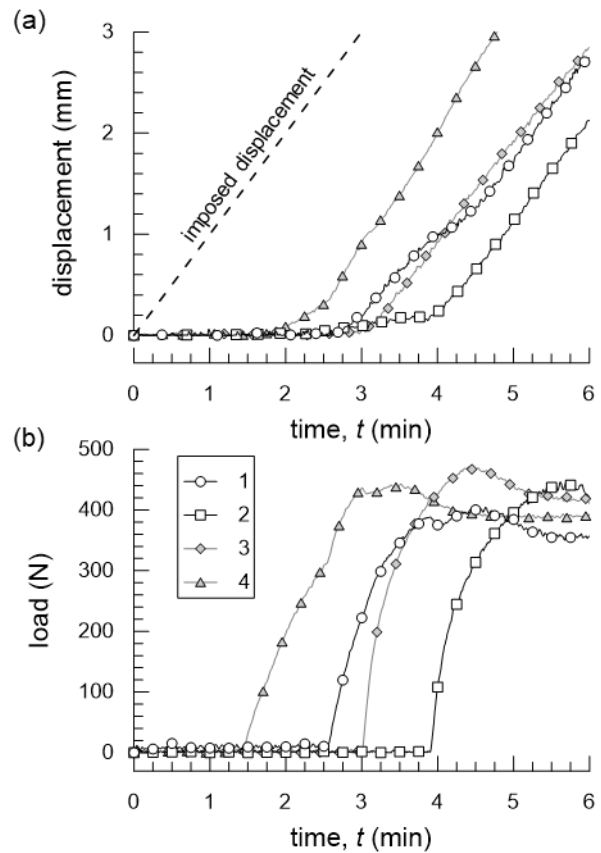 (a)
3
2
1
0
displacement (mm)
imposed displacement
0 1 2 3 4 5 6
time, t (min)
(b)
500
400
300
200
100
0
load (N)
1
2
3
4
0 1 2 3 4 5 6
time, t (min)